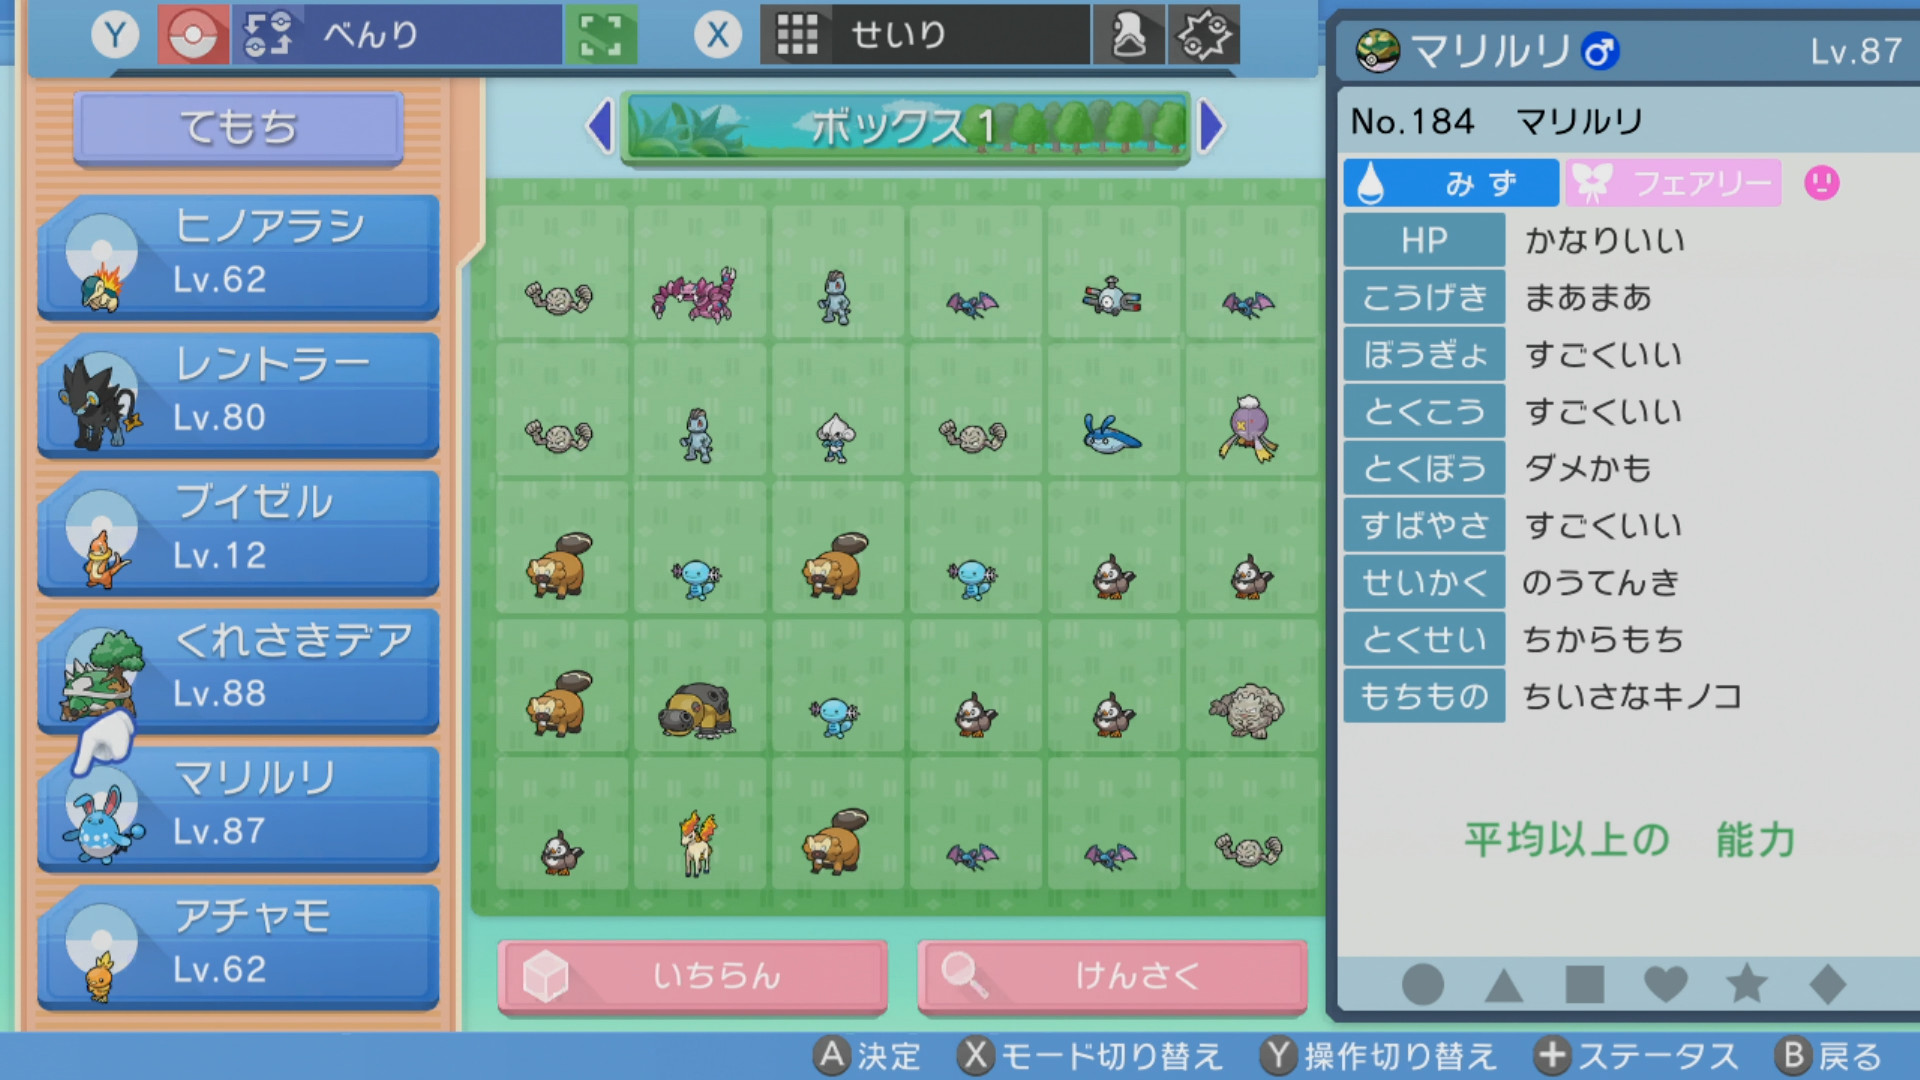 Y べんり X せいり
てもち
ヒノアラシ
Lv.62
レントラー
Lv.80
ブイゼル
Lv.12
くれさきデア
Lv.88
マリルリ
Lv.87
アチャモ
Lv.62
ボックス1
いちらん けんさく
マリルリ♂ Lv.87
No.184 マリルリ
みず フェアリー
HP かなりいい
こうげき まあまあ
ぼうぎょ すごくいい
とくこう すごくいい
とくぼう ダメかも
すばやさ すごくいい
せいかく のうてんき
とくせい ちからもち
もちもの ちいさなキノコ
平均以上の 能力
A 決定 X モード切り替え Y 操作切り替え + ステータス B 戻る